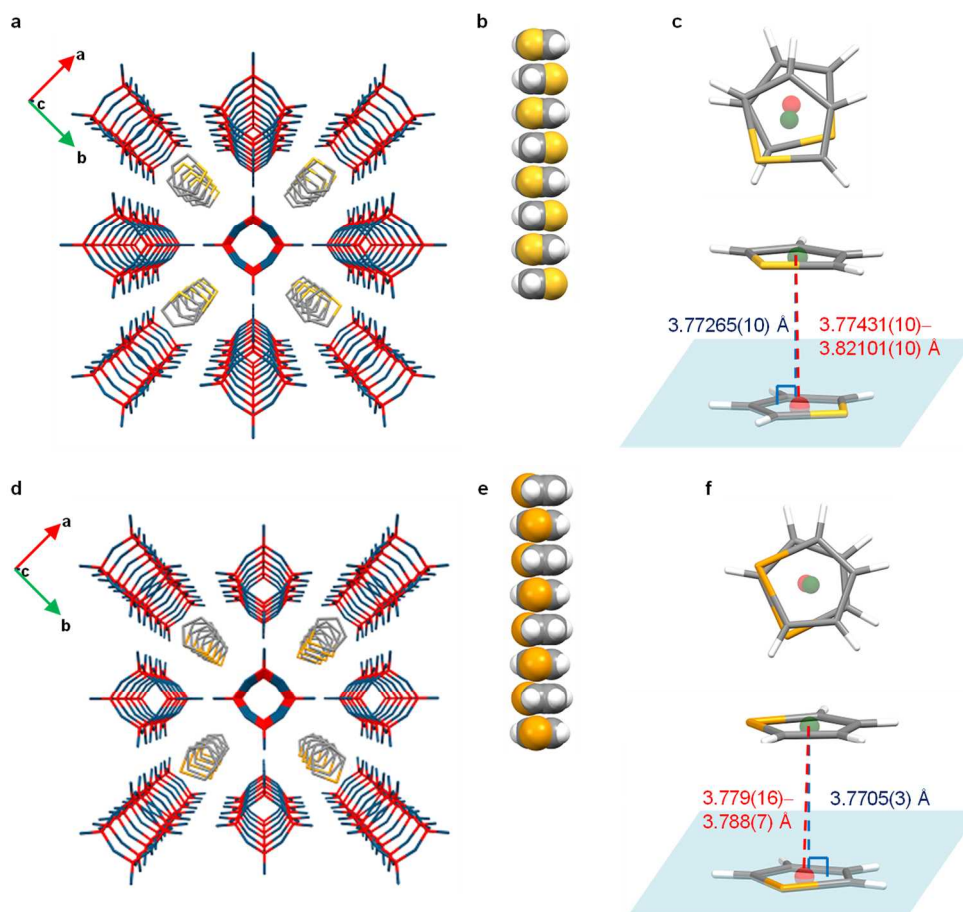 a
b
c
a
c
b
3.77265(10) Å
3.77431(10)–
3.82101(10) Å
d
e
f
a
c
b
3.779(16)–
3.788(7) Å
3.7705(3) Å